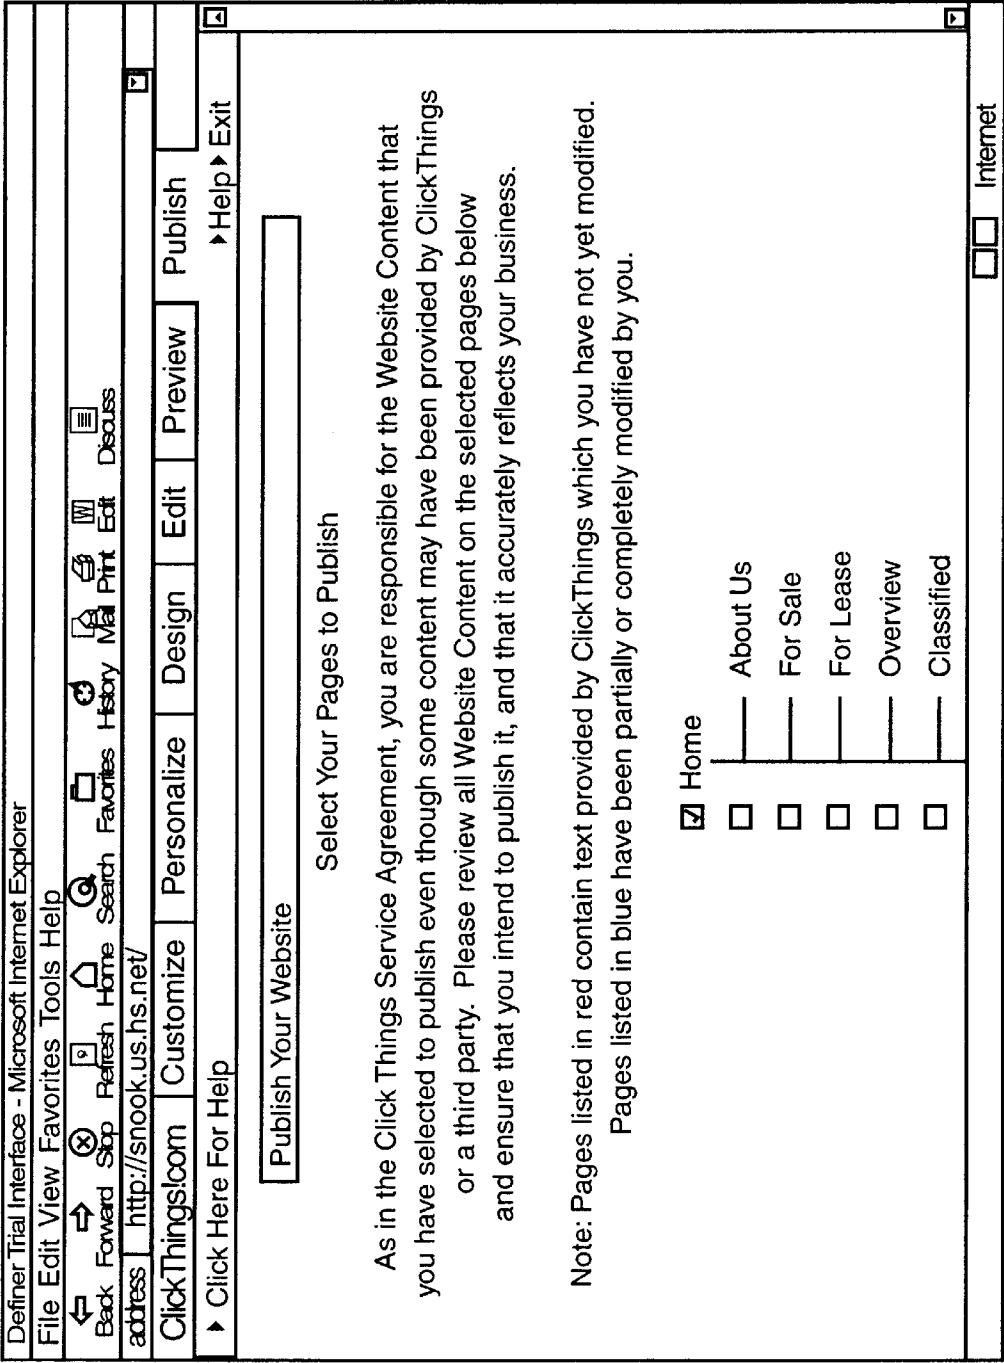 Definer Trial Interface - Microsoft Internet Explorer
File Edit View Favorites Tools Help
Back Forward Stop Refresh Home Search Favorites History Mail Print Edit Discuss
address http://snook.us.hs.net/
ClickThings!com Customize Personalize Design Edit Preview Publish
Click Here For Help Help Exit
Publish Your Website
Select Your Pages to Publish
As in the Click Things Service Agreement, you are responsible for the Website Content that
you have selected to publish even though some content may have been provided by ClickThings
or a third party. Please review all Website Content on the selected pages below
and ensure that you intend to publish it, and that it accurately reflects your business.
Note: Pages listed in red contain text provided by ClickThings which you have not yet modified.
Pages listed in blue have been partially or completely modified by you.
Home
About Us
For Sale
For Lease
Overview
Classified
Internet